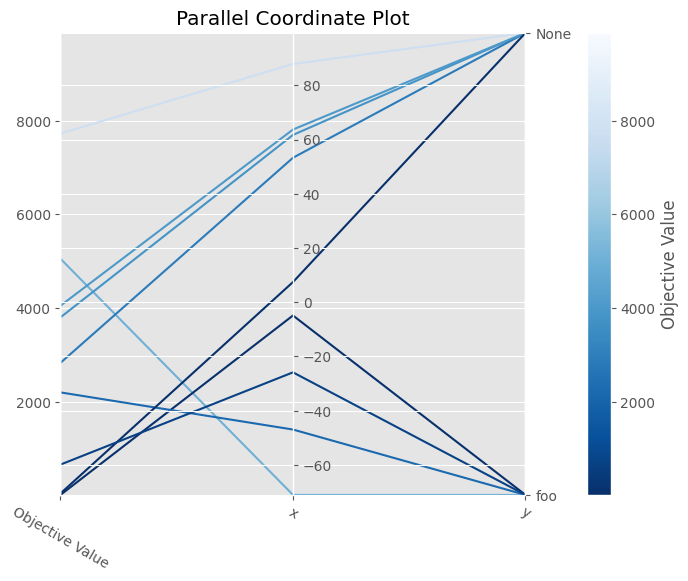 Parallel Coordinate Plot
None
80
8000
8000
60
40
6000
6000
20
Objective Value
4000
0
4000
−20
2000
−40
2000
−60
foo
Objective Value
x
y